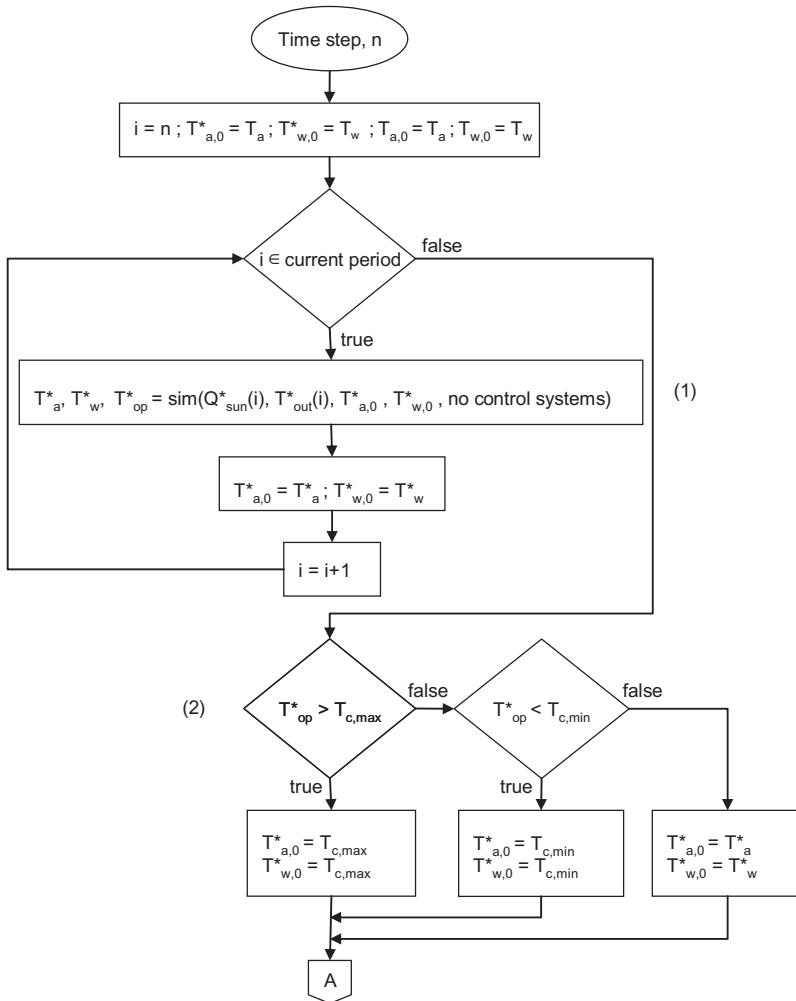 Time step, n
i = n ; T*a,0 = Ta ; T*w,0 = Tw ; Ta,0 = Ta ; Tw,0 = Tw
i ∈ current period
false
true
T*a, T*w, T*op = sim(Q*sun(i), T*out(i), T*a,0 , T*w,0 , no control systems)
(1)
T*a,0 = T*a ; T*w,0 = T*w
i = i+1
(2)
T*op > Tc,max
false
T*op < Tc,min
false
true
true
T*a,0 = Tc,max
T*w,0 = Tc,max
T*a,0 = Tc,min
T*w,0 = Tc,min
T*a,0 = T*a
T*w,0 = T*w
A